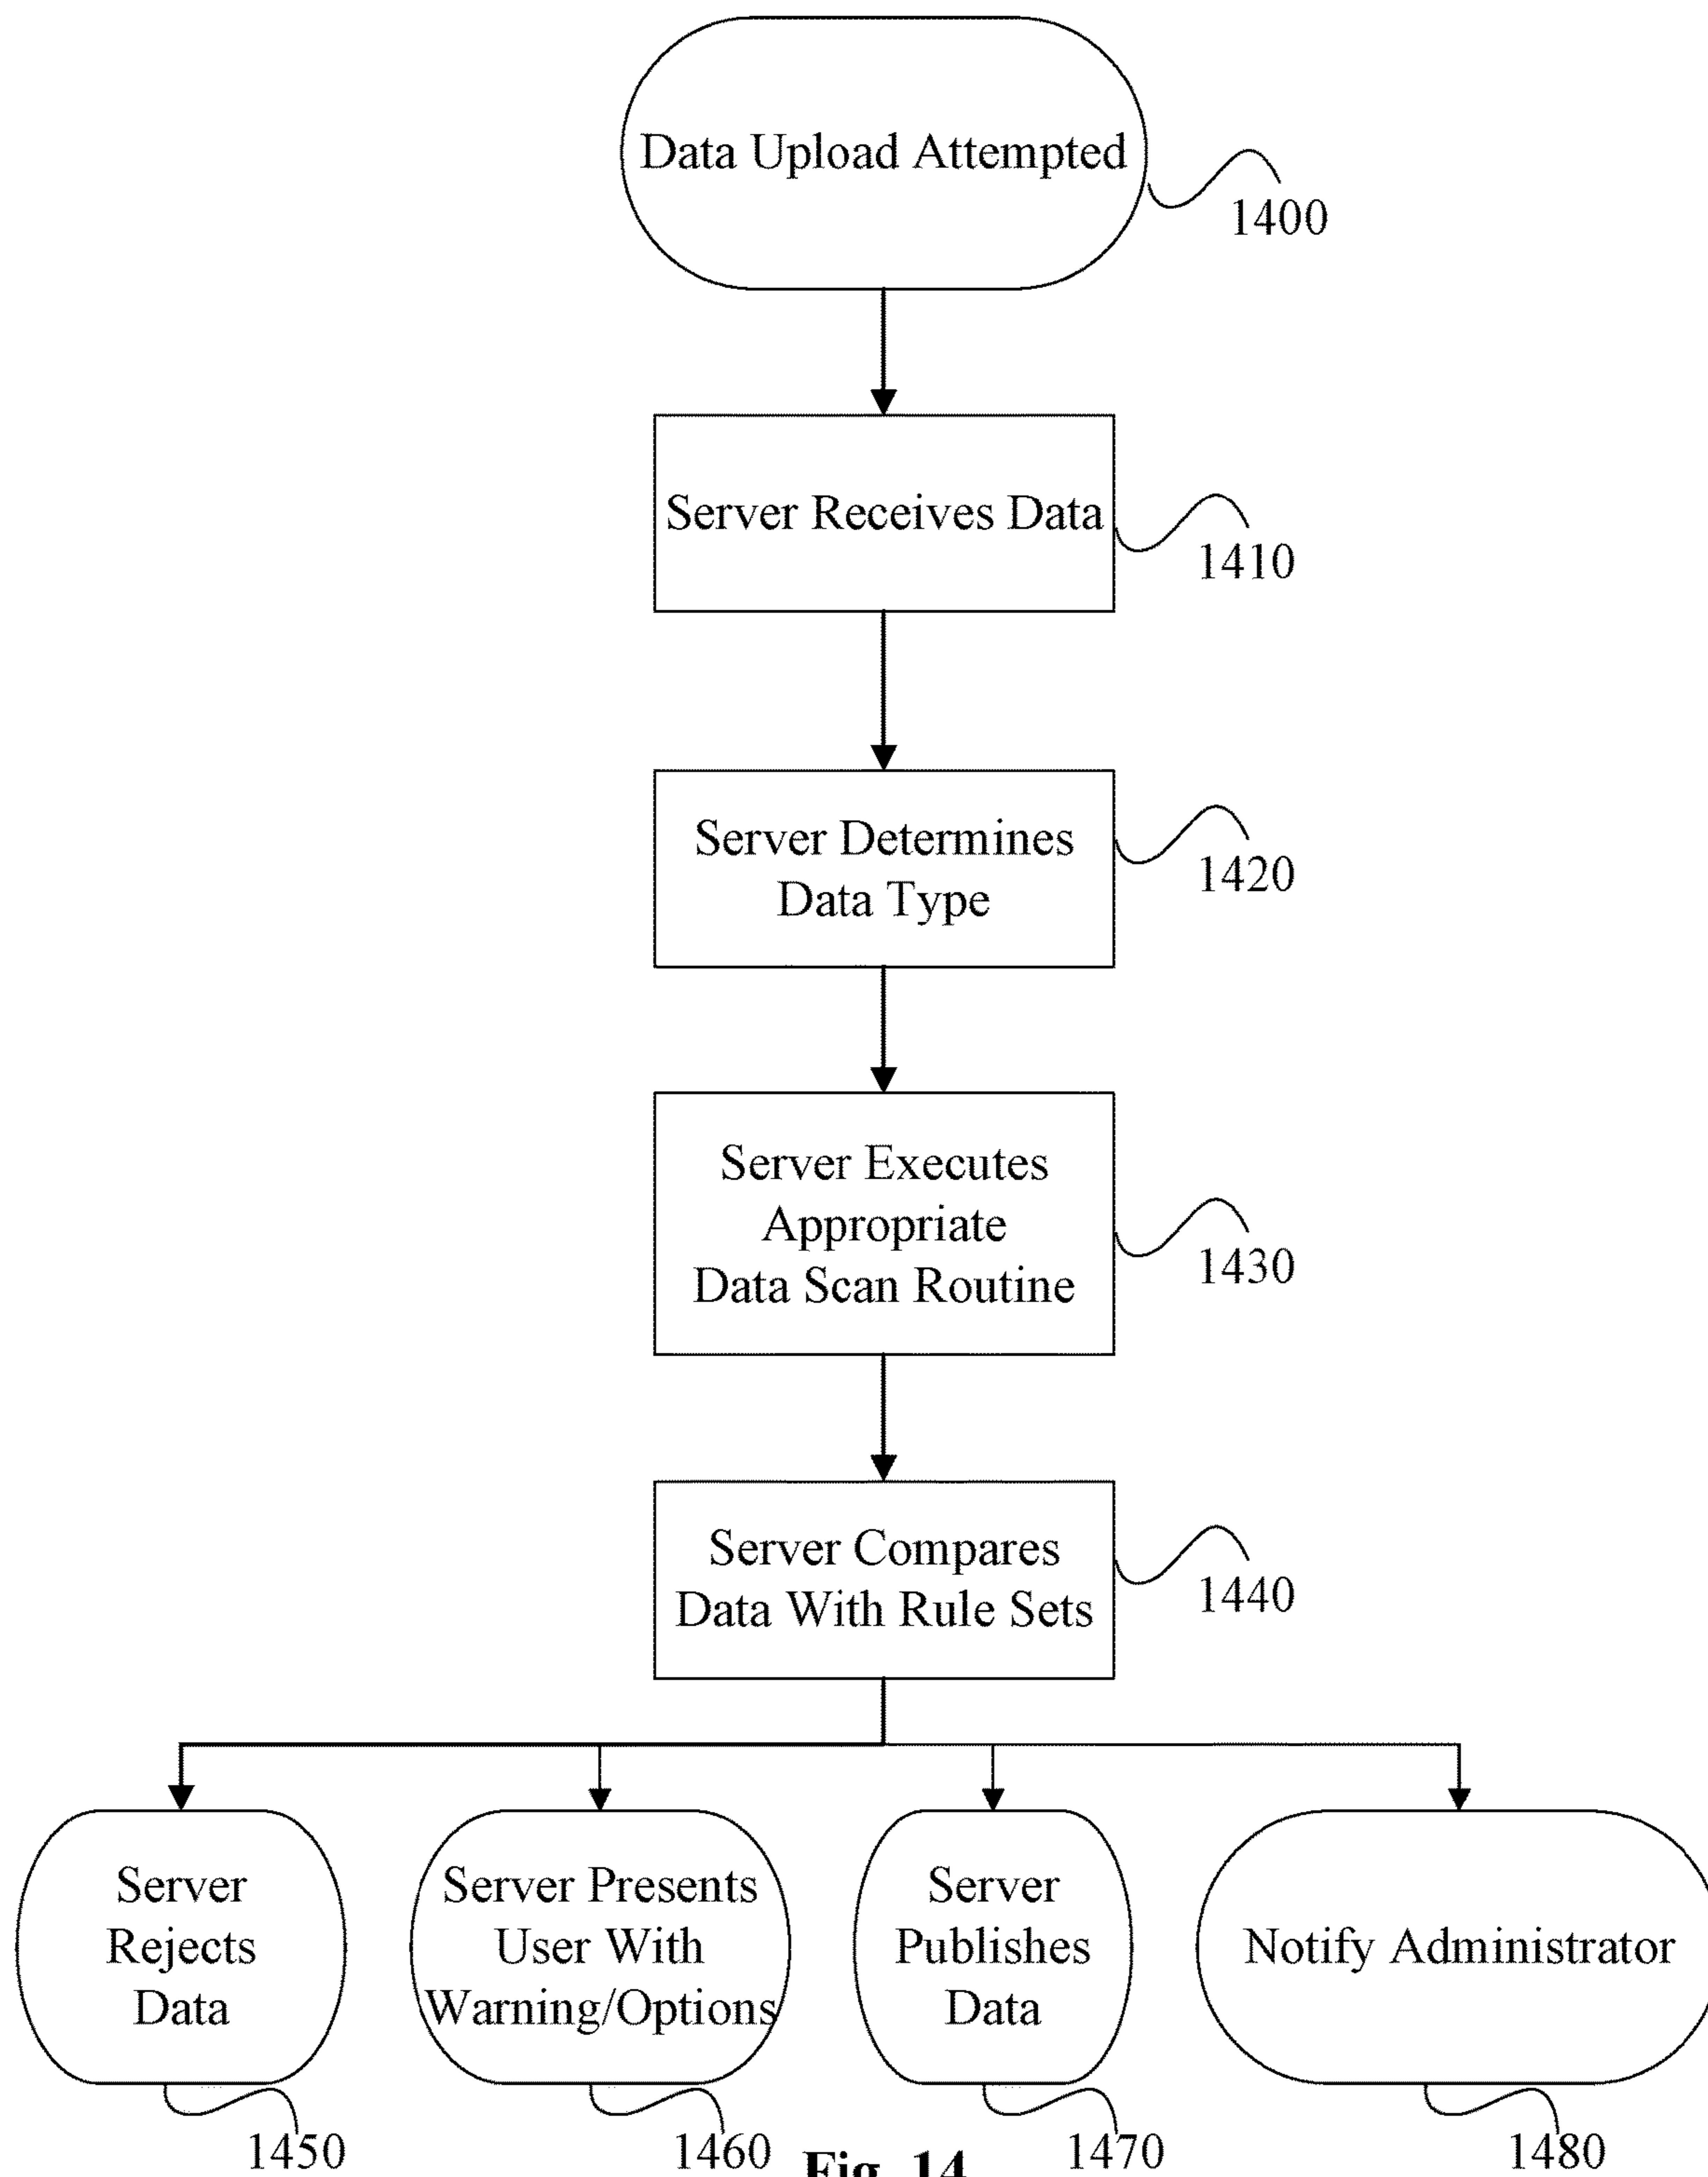 Data Upload Attempted
1400
Server Receives Data
1410
Server Determines
Data Type
1420
Server Executes
Appropriate
Data Scan Routine
1430
Server Compares
Data With Rule Sets
1440
Server
Rejects
Data
Server Presents
User With
Warning/Options
Server
Publishes
Data
Notify Administrator
1450
1460
1470
1480
Fig. 14